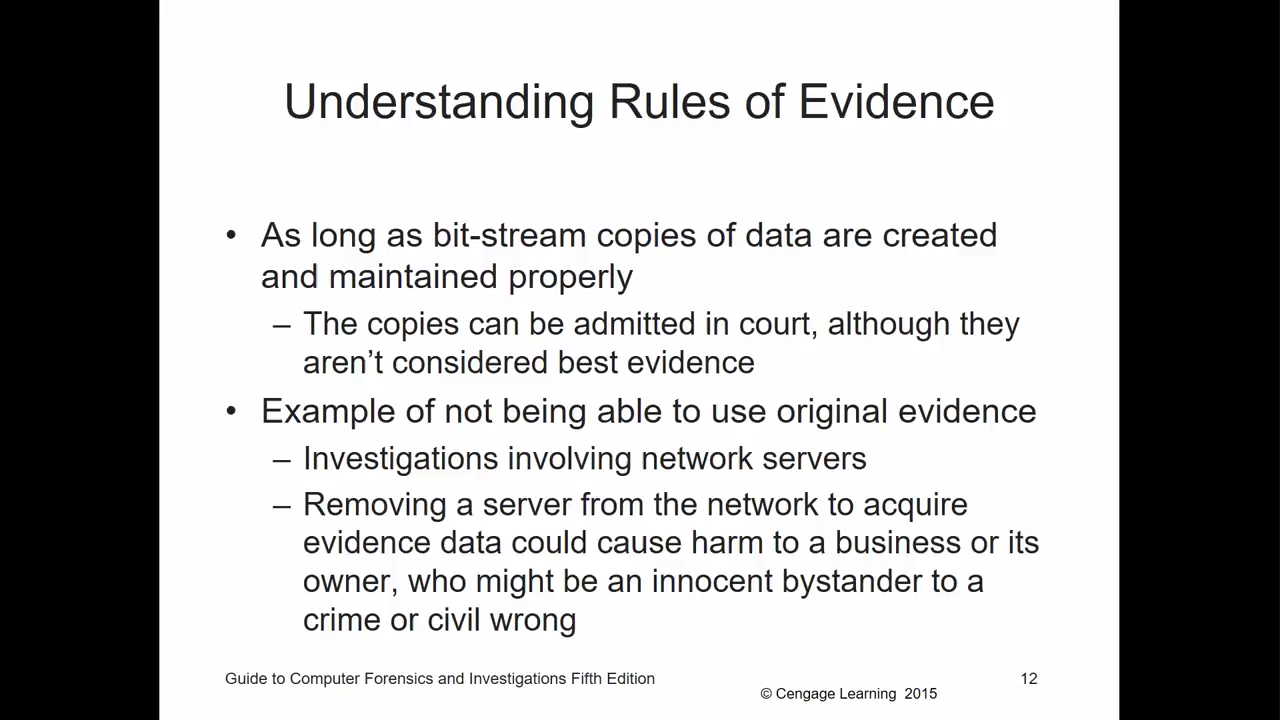 Understanding Rules of Evidence
• As long as bit-stream copies of data are created
and maintained properly
– The copies can be admitted in court, although they
aren’t considered best evidence
• Example of not being able to use original evidence
– Investigations involving network servers
– Removing a server from the network to acquire
evidence data could cause harm to a business or its
owner, who might be an innocent bystander to a
crime or civil wrong
Guide to Computer Forensics and Investigations Fifth Edition
12
© Cengage Learning 2015